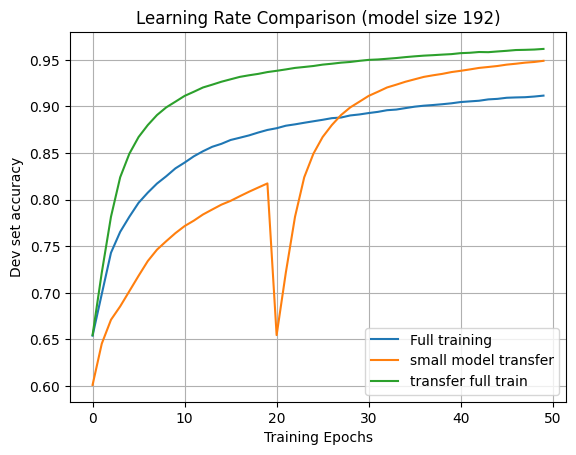 Learning Rate Comparison (model size 192)
Dev set accuracy
0.95
0.90
0.85
0.80
0.75
0.70
0.65
0.60
Full training
small model transfer
transfer full train
0
10
20
30
40
50
Training Epochs